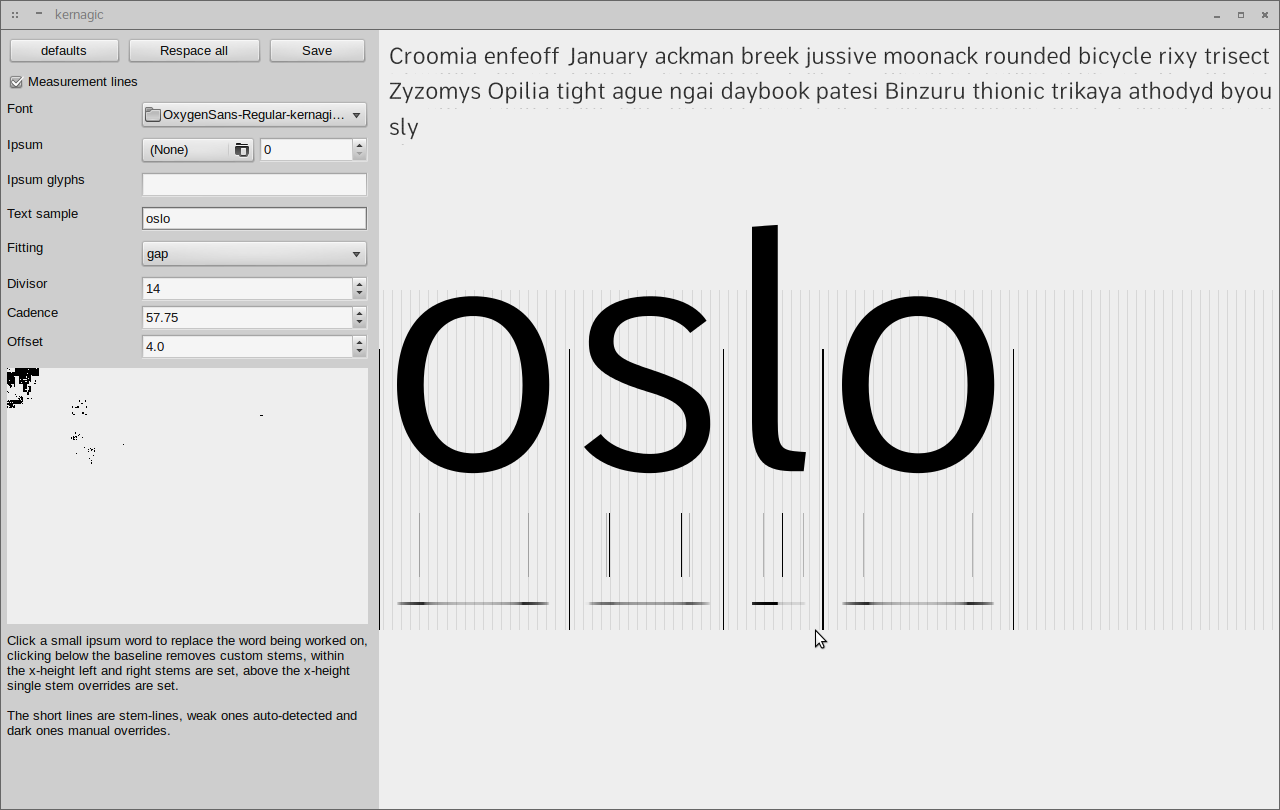 kernagic
defaults Respace all Save
Measurement lines
Font OxygenSans-Regular-kernagi...
Ipsum (None) 0
Ipsum glyphs
Text sample oslo
Fitting gap
Divisor 14
Cadence 57.75
Offset 4.0
Click a small ipsum word to replace the word being worked on,
clicking below the baseline removes custom stems, within
the x-height left and right stems are set, above the x-height
single stem overrides are set.
The short lines are stem-lines, weak ones auto-detected and
dark ones manual overrides.
Croomia enfeoff January ackman breek jussive moonack rounded bicycle rixy trisect
Zyzomys Opilia tight ague ngai daybook patesi Binzuru thionic trikaya athodyd byou
sly
oslo